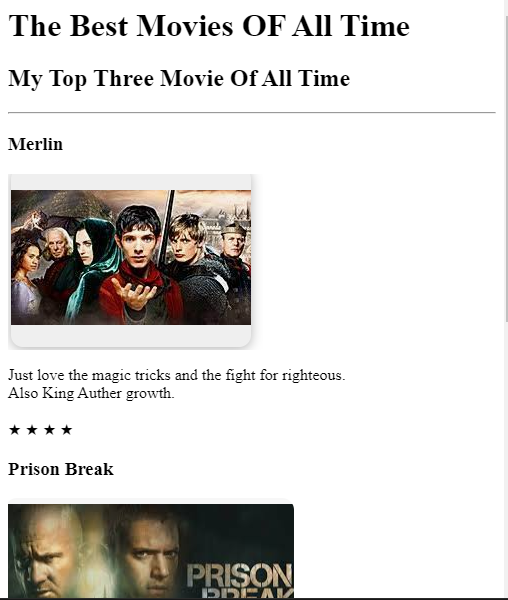 The Best Movies OF All Time
My Top Three Movie Of All Time
Merlin
Just love the magic tricks and the fight for righteous.
Also King Auther growth.
★ ★ ★ ★
Prison Break
PRISON
BREAK